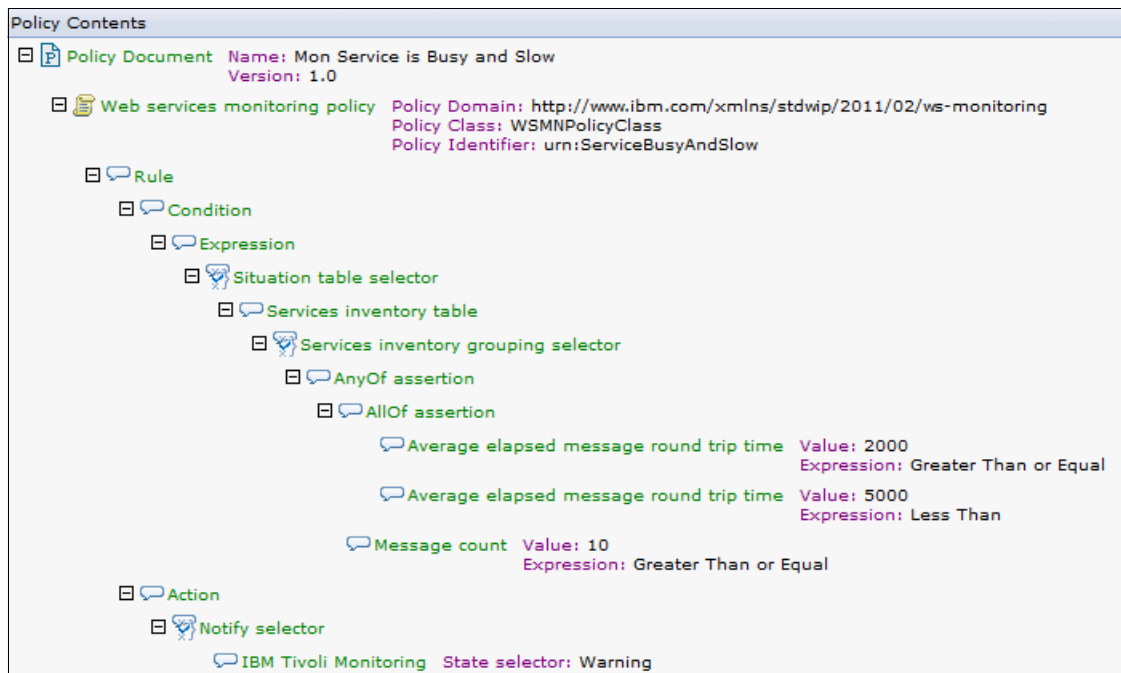 Policy Contents
Policy Document Name: Mon Service is Busy and Slow
Version: 1.0
Web services monitoring policy Policy Domain: http://www.ibm.com/xmlns/stdwip/2011/02/ws-monitoring
Policy Class: WSMNPolicyClass
Policy Identifier: urn:ServiceBusyAndSlow
Rule
Condition
Expression
Situation table selector
Services inventory table
Services inventory grouping selector
AnyOf assertion
AllOf assertion
Average elapsed message round trip time Value: 2000
Expression: Greater Than or Equal
Average elapsed message round trip time Value: 5000
Expression: Less Than
Message count Value: 10
Expression: Greater Than or Equal
Action
Notify selector
IBM Tivoli Monitoring State selector: Warning